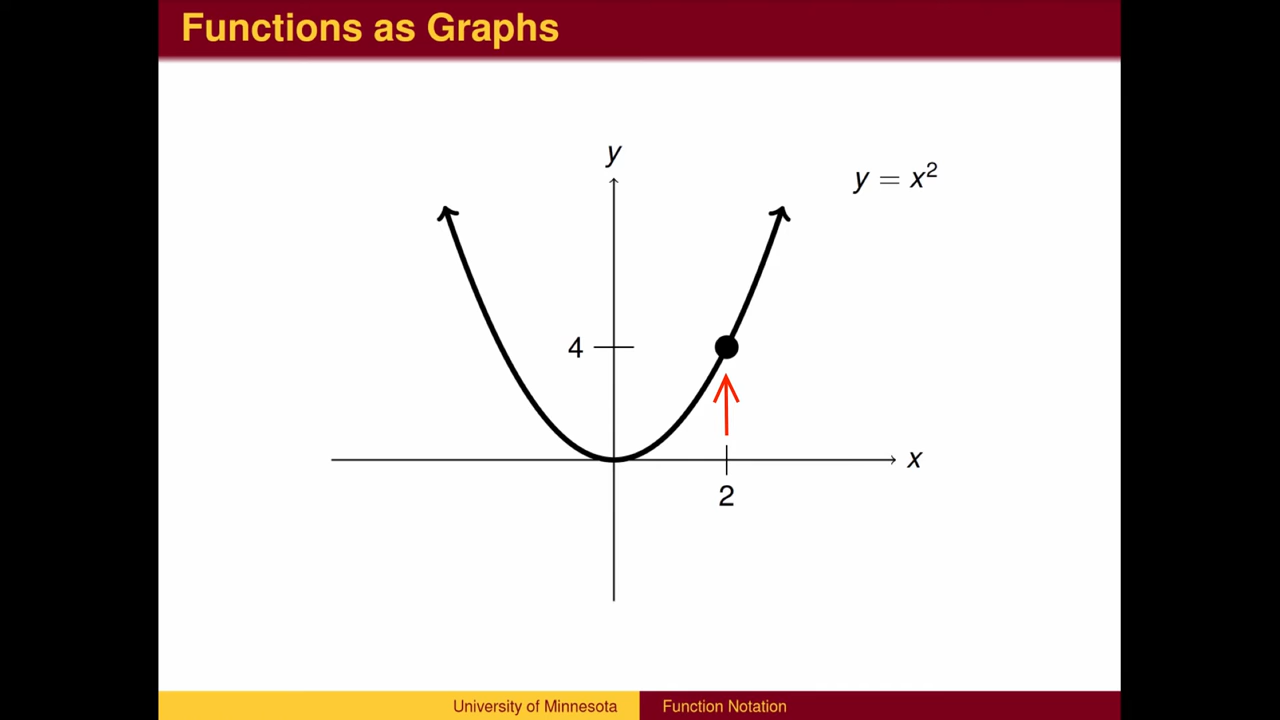 Functions as Graphs
y
y = x²
4
x
2
University of Minnesota
Function Notation